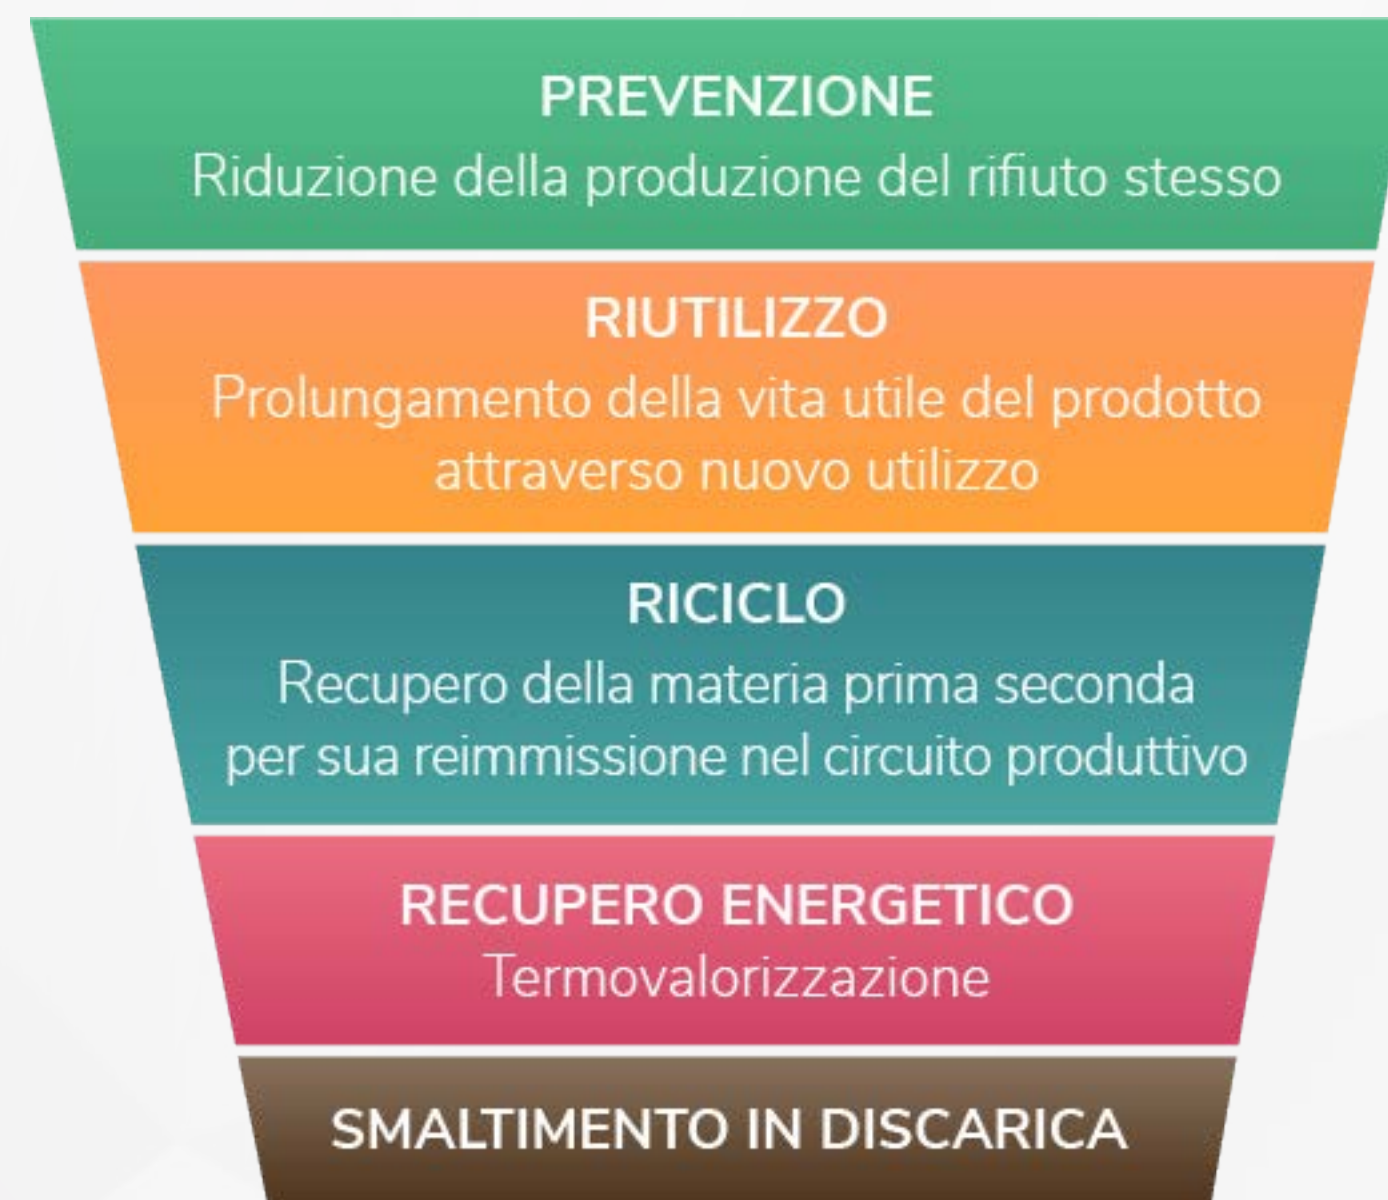 PREVENZIONE
Riduzione della produzione del rifiuto stesso
RIUTILIZZO
Prolungamento della vita utile del prodotto
attraverso nuovo utilizzo
RICICLO
Recupero della materia prima seconda
per sua reimmissione nel circuito produttivo
RECUPERO ENERGETICO
Termovalorizzazione
SMALTIMENTO IN DISCARICA